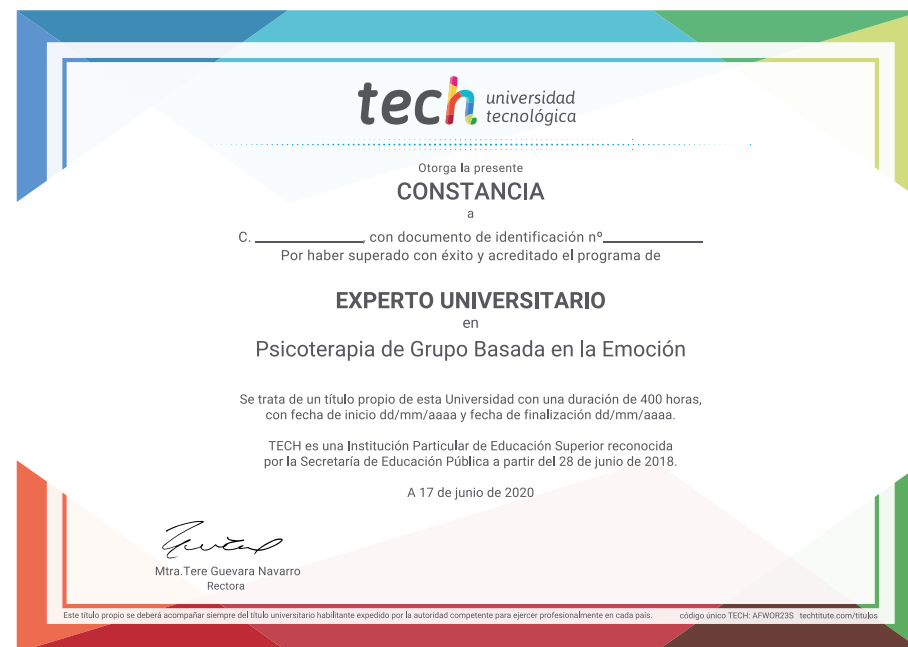 tech universidad
tecnológica
Otorga la presente
CONSTANCIA
a
C. ____________, con documento de identificación nº___________
Por haber superado con éxito y acreditado el programa de
EXPERTO UNIVERSITARIO
en
Psicoterapia de Grupo Basada en la Emoción
Se trata de un título propio de esta Universidad con una duración de 400 horas,
con fecha de inicio dd/mm/aaaa y fecha de finalización dd/mm/aaaa.
TECH es una Institución Particular de Educación Superior reconocida
por la Secretaría de Educación Pública a partir del 28 de junio de 2018.
A 17 de junio de 2020
Mtra.Tere Guevara Navarro
Rectora
Este título propio se deberá acompañar siempre del título universitario habilitante expedido por la autoridad competente para ejercer profesionalmente en cada país. código único TECH: AFWOR23S techtitute.com/titulos